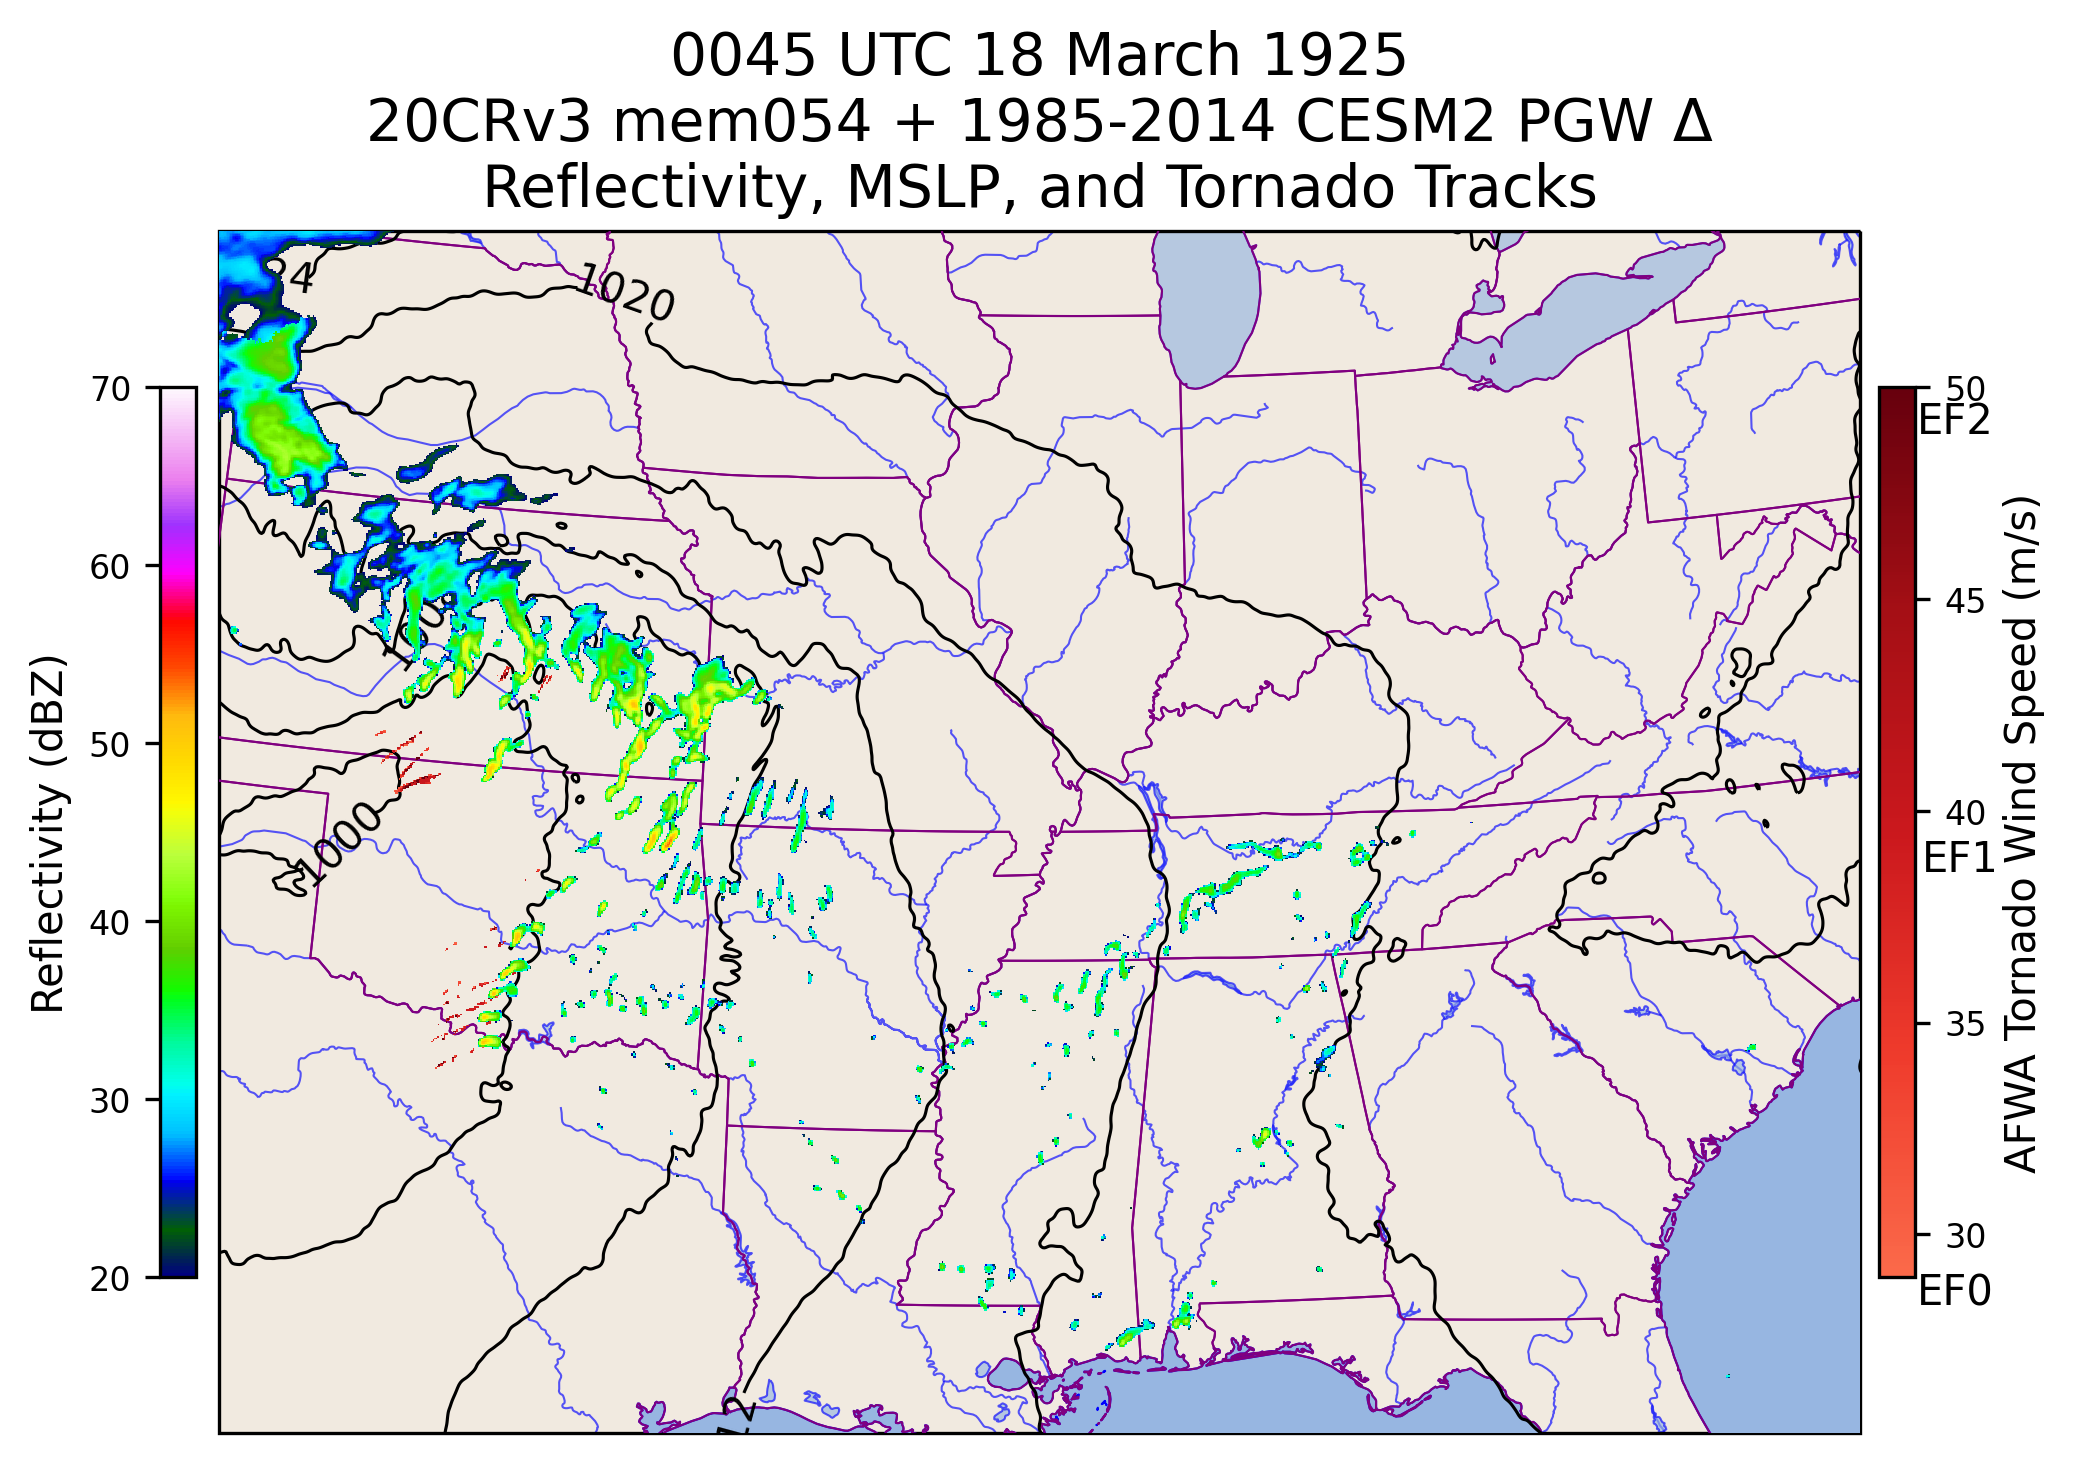 0045 UTC 18 March 1925
20CRv3 mem054 + 1985-2014 CESM2 PGW Δ
Reflectivity, MSLP, and Tornado Tracks
24
1020
100
1000
12
Reflectivity (dBZ)
70
60
50
40
30
20
50
EF2
45
40
EF1
35
30
EF0
AFWA Tornado Wind Speed (m/s)